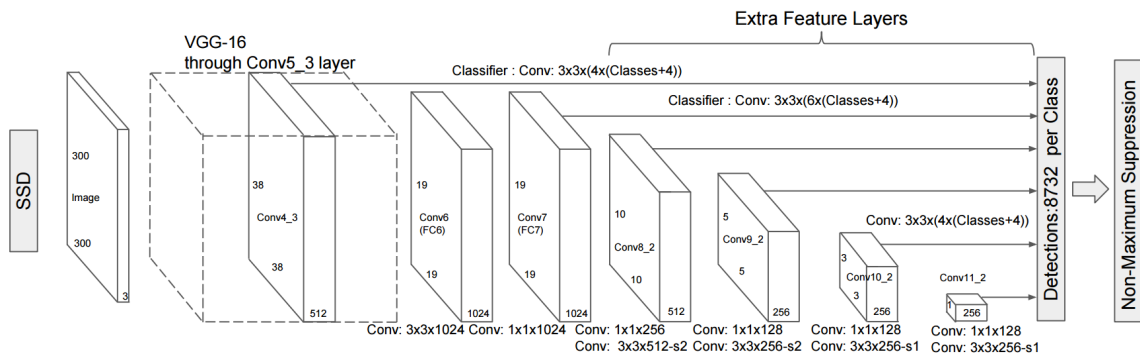 Extra Feature Layers
VGG-16
through Conv5_3 layer
Classifier : Conv: 3x3x(4x(Classes+4))
Classifier : Conv: 3x3x(6x(Classes+4))
SSD
300
Image
300
3
38
Conv4_3
38
512
19
Conv6
(FC6)
19
1024
19
Conv7
(FC7)
19
1024
10
Conv8_2
10
512
5
Conv9_2
5
256
Conv: 3x3x(4x(Classes+4))
3
Conv10_2
3
256
Conv11_2
1
256
Detections:8732 per Class
Non-Maximum Suppression
Conv: 3x3x1024
Conv: 1x1x1024
Conv: 1x1x256
Conv: 3x3x512-s2
Conv: 1x1x128
Conv: 3x3x256-s2
Conv: 1x1x128
Conv: 3x3x256-s1
Conv: 1x1x128
Conv: 3x3x256-s1